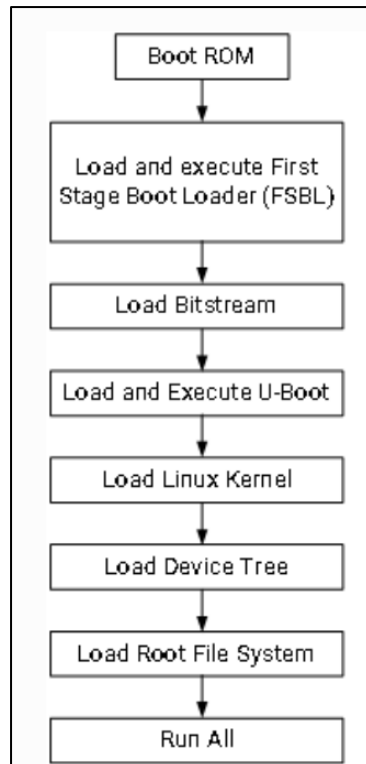 Boot ROM
Load and execute First
Stage Boot Loader (FSBL)
Load Bitstream
Load and Execute U-Boot
Load Linux Kernel
Load Device Tree
Load Root File System
Run All